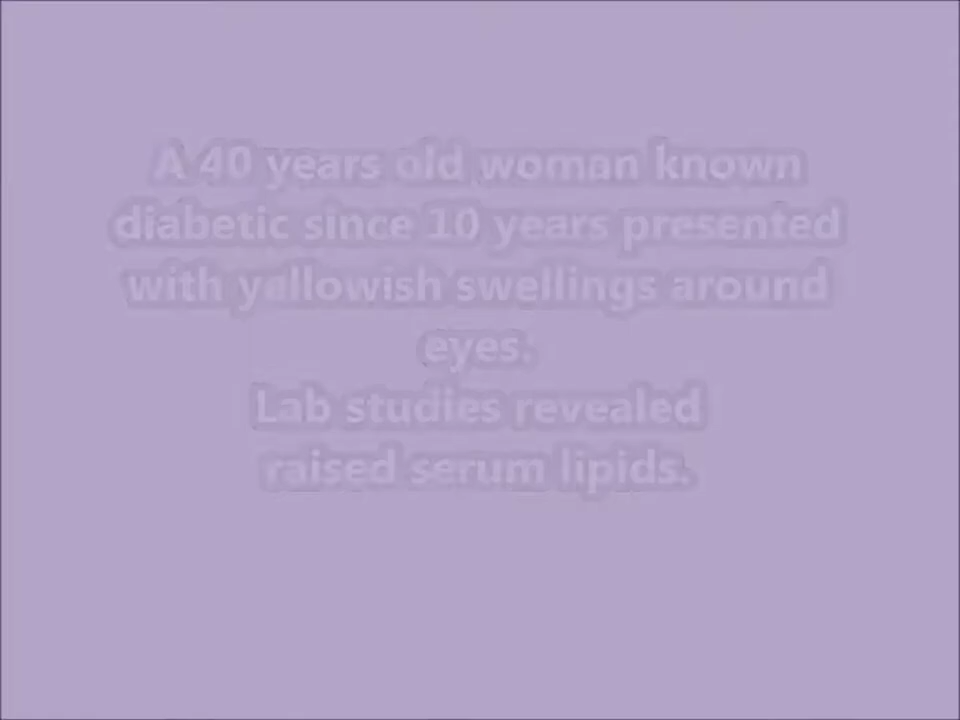 A 40 years old woman known
diabetic since 10 years presented
with yellowish swellings around
eyes.
Lab studies revealed
raised serum lipids.